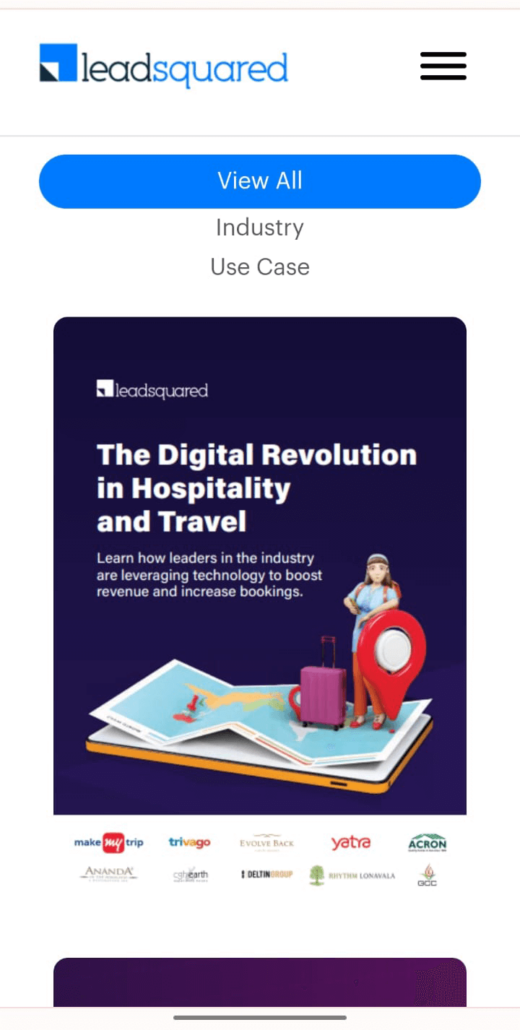 leadsquared
View All
Industry
Use Case
leadsquared
The Digital Revolution
in Hospitality
and Travel
Learn how leaders in the industry
are leveraging technology to boost
revenue and increase bookings.
make my trip
trivago
EVOLVE BACK
yatra
ACRON
ANANDA
cghearth
DELTINGROUP
RHYTHM LONAVALA
GCC